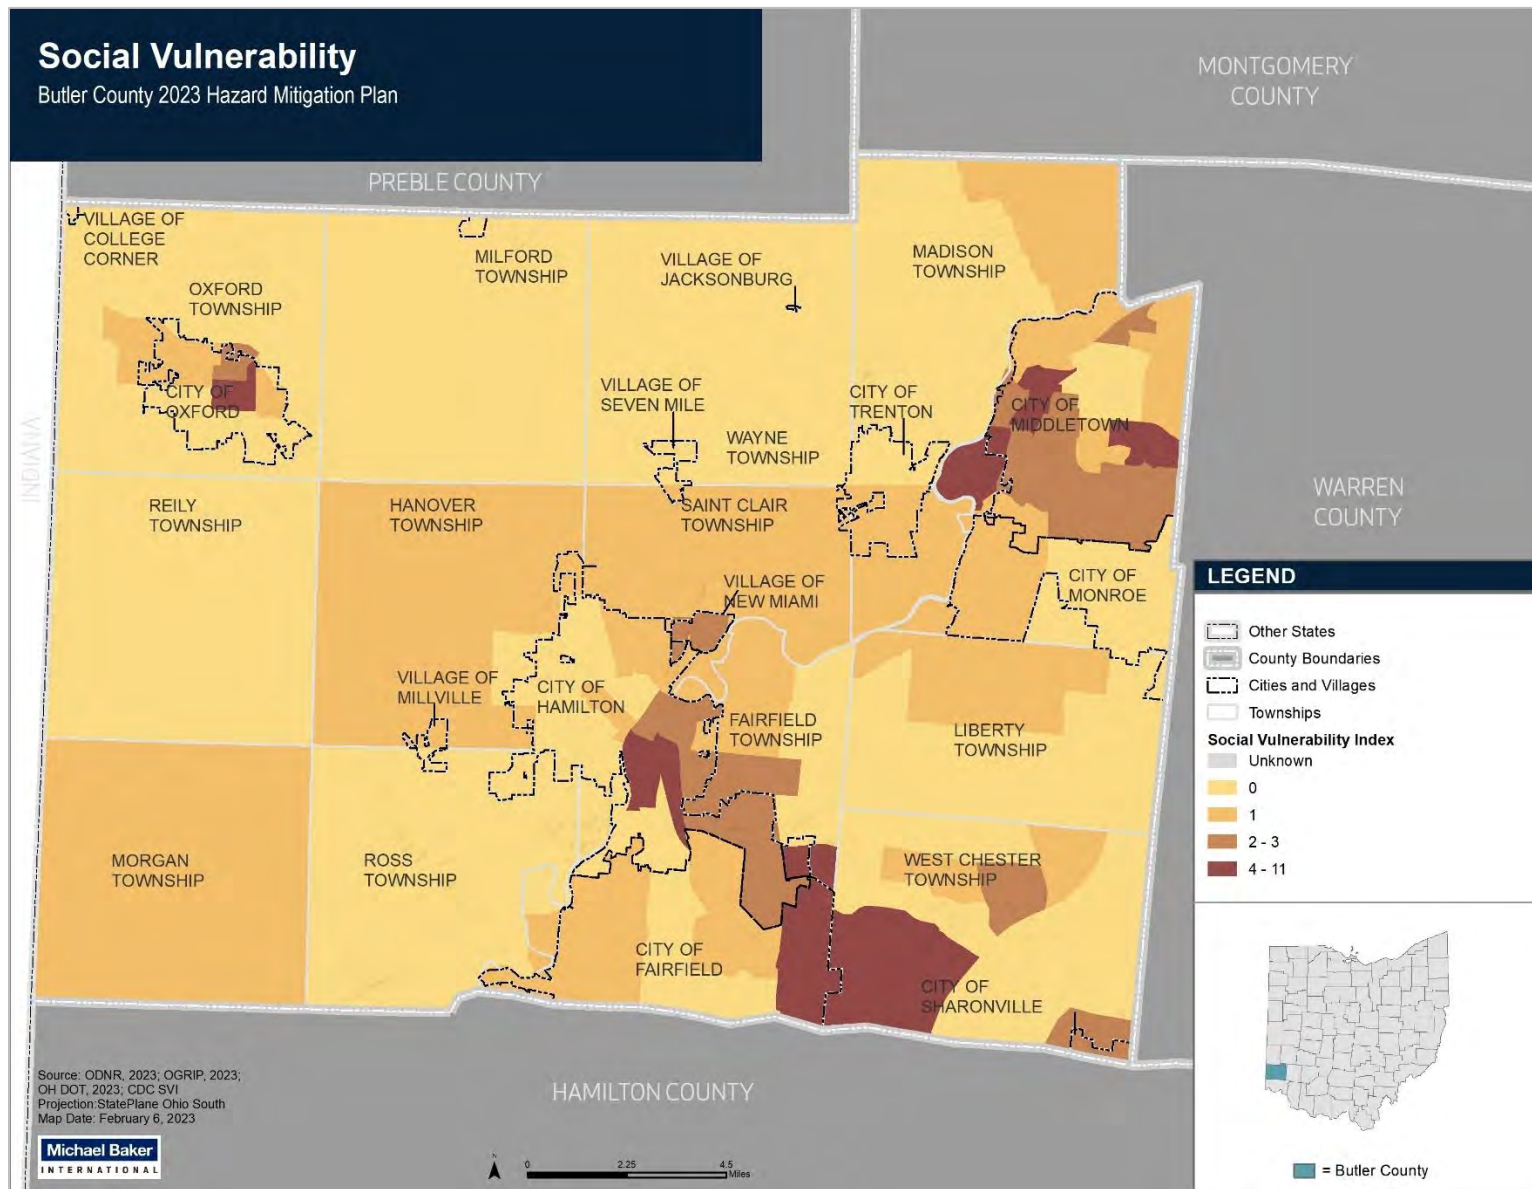 Social Vulnerability
Butler County 2023 Hazard Mitigation Plan
MONTGOMERY
COUNTY
PREBLE COUNTY
VILLAGE OF
COLLEGE
CORNER
MILFORD
TOWNSHIP
VILLAGE OF
JACKSONBURG
MADISON
TOWNSHIP
OXFORD
TOWNSHIP
CITY OF
OXFORD
VILLAGE OF
SEVEN MILE
WAYNE
TOWNSHIP
CITY OF
TRENTON
CITY OF
MIDDLETOWN
INDIANA
REILY
TOWNSHIP
HANOVER
TOWNSHIP
SAINT CLAIR
TOWNSHIP
WARREN
COUNTY
VILLAGE OF
NEW MIAMI
CITY OF
MONROE
VILLAGE OF
MILLVILLE
CITY OF
HAMILTON
FAIRFIELD
TOWNSHIP
LIBERTY
TOWNSHIP
MORGAN
TOWNSHIP
ROSS
TOWNSHIP
WEST CHESTER
TOWNSHIP
CITY OF
FAIRFIELD
CITY OF
SHARONVILLE
HAMILTON COUNTY
LEGEND
Other States
County Boundaries
Cities and Villages
Townships
Social Vulnerability Index
Unknown
0
1
2 - 3
4 - 11
= Butler County
Source: ODNR, 2023; OGRIP, 2023;
OH DOT, 2023; CDC SVI
Projection:StatePlane Ohio South
Map Date: February 6, 2023
Michael Baker
INTERNATIONAL
N
0 2.25 4.5
Miles